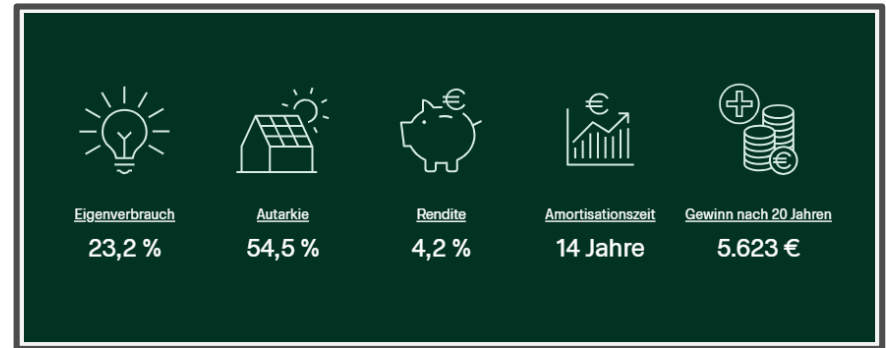 Eigenverbrauch
23,2 %
Autarkie
54,5 %
Rendite
4,2 %
Amortisationszeit
14 Jahre
Gewinn nach 20 Jahren
5.623 €